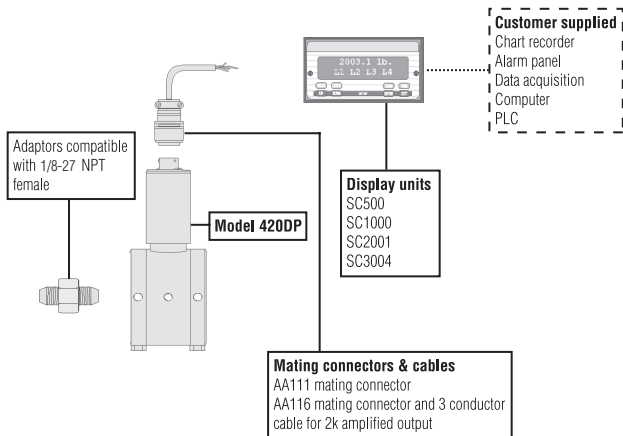 Customer supplied
Chart recorder
Alarm panel
Data acquisition
Computer
PLC
2003.1 lb.
L1 L2 L3 L4
Adaptors compatible
with 1/8-27 NPT
female
Model 420DP
Display units
SC500
SC1000
SC2001
SC3004
Mating connectors & cables
AA111 mating connector
AA116 mating connector and 3 conductor
cable for 2k amplified output